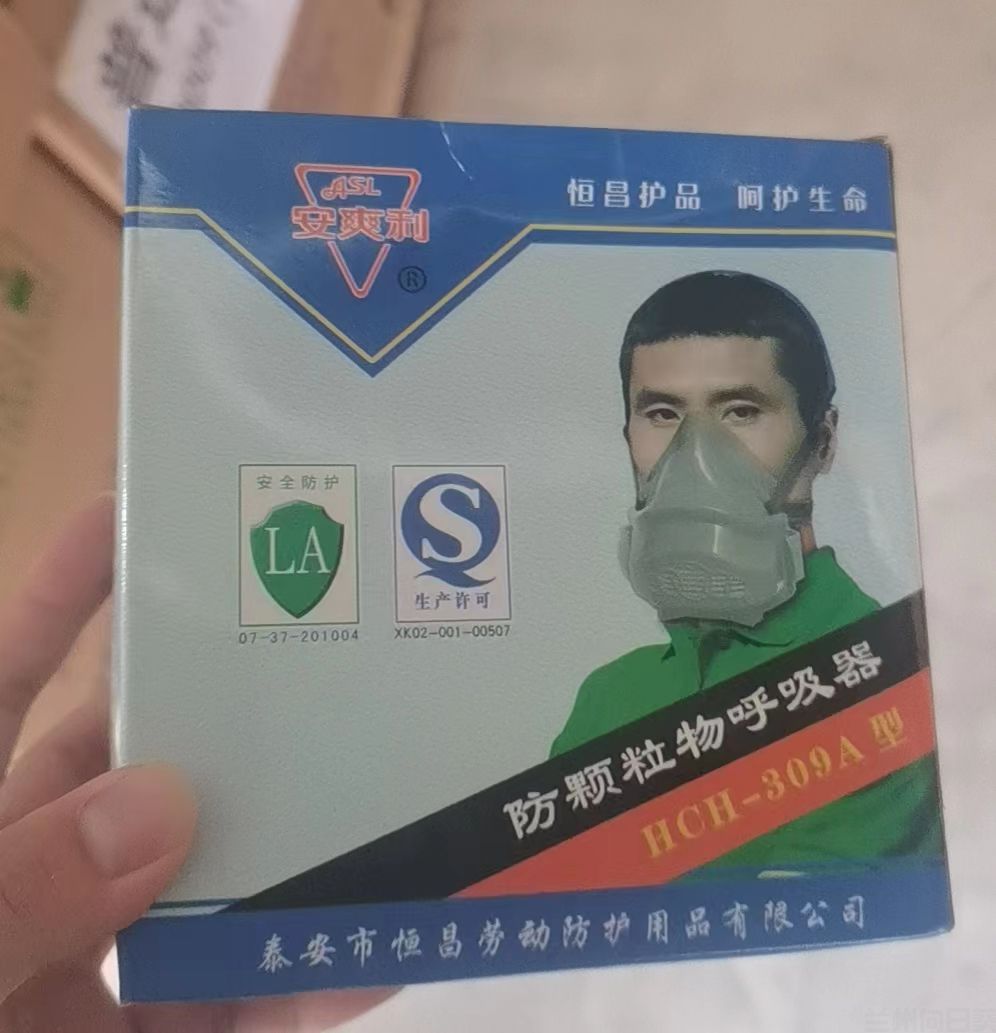 ASL
安爽利
®
恒昌护品 呵护生命
安全防护
LA
07-37-201004
S
生产许可
XK02-001-00507
防颗粒物呼吸器
HCH-309A型
泰安市恒昌劳动防护用品有限公司